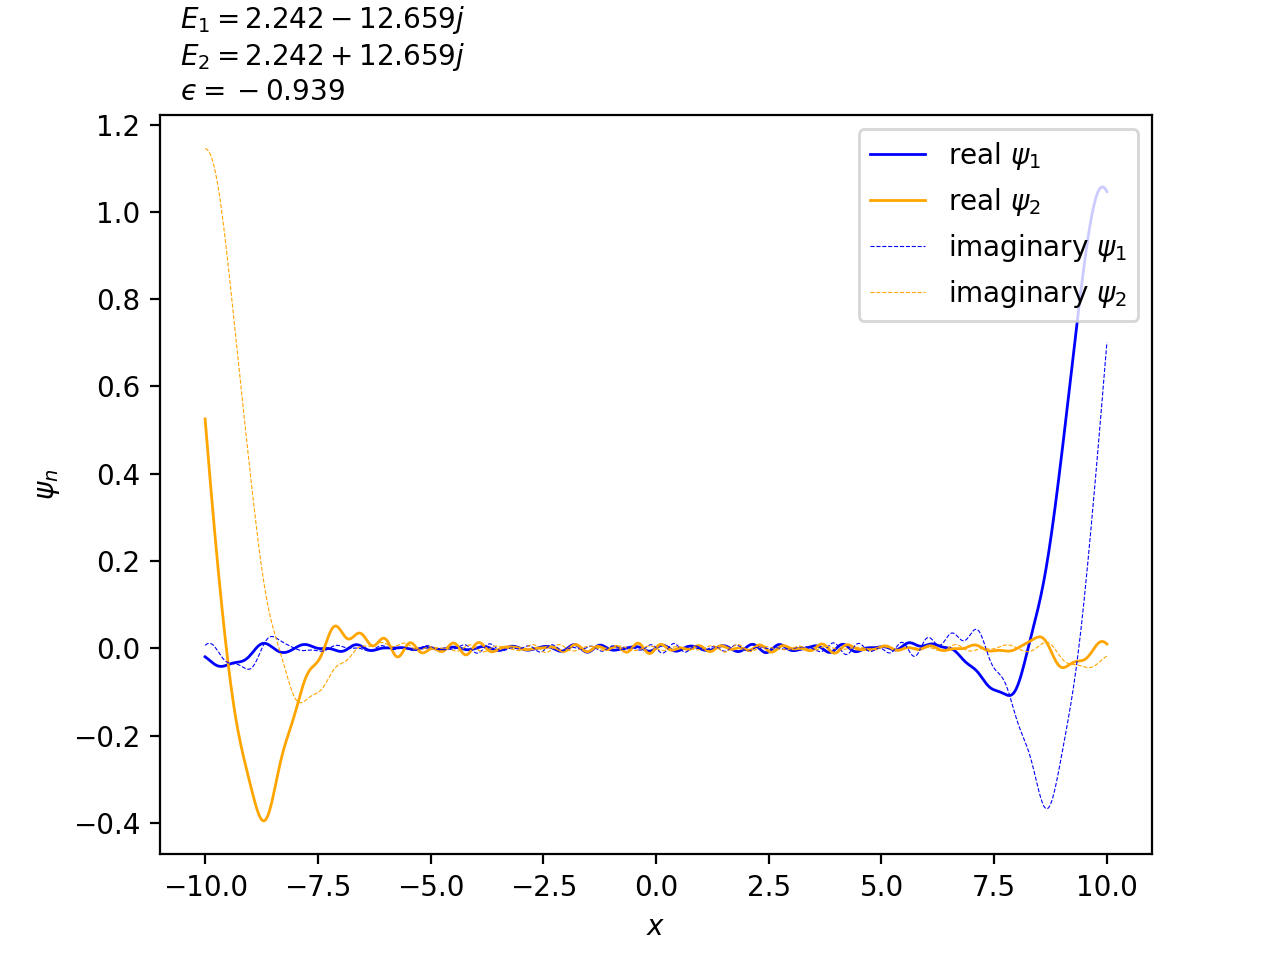 E₁ = 2.242 − 12.659j
E₂ = 2.242 + 12.659j
ϵ = − 0.939
1.2
1.0
0.8
0.6
0.4
0.2
0.0
−0.2
−0.4
ψₙ
real ψ₁
real ψ₂
imaginary ψ₁
imaginary ψ₂
−10.0 −7.5 −5.0 −2.5 0.0 2.5 5.0 7.5 10.0
x